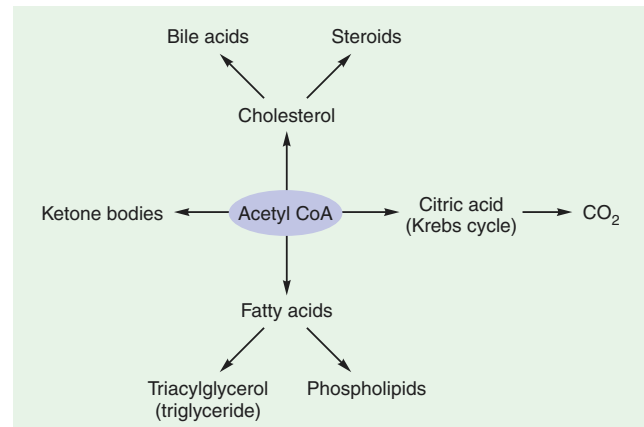 Bile acids
Steroids
Cholesterol
Ketone bodies
Acetyl CoA
Citric acid
(Krebs cycle)
CO₂
Fatty acids
Triacylglycerol
(triglyceride)
Phospholipids